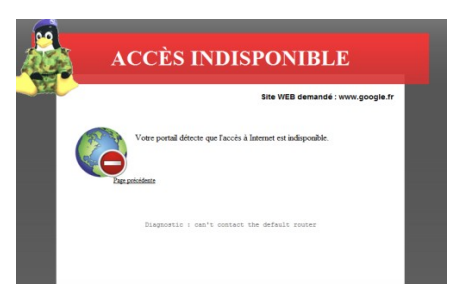 ACCÈS INDISPONIBLE
Site WEB demandé : www.google.fr
Votre portail détecte que l'accès à Internet est indisponible.
Page précédente
Diagnostic : can't contact the default router